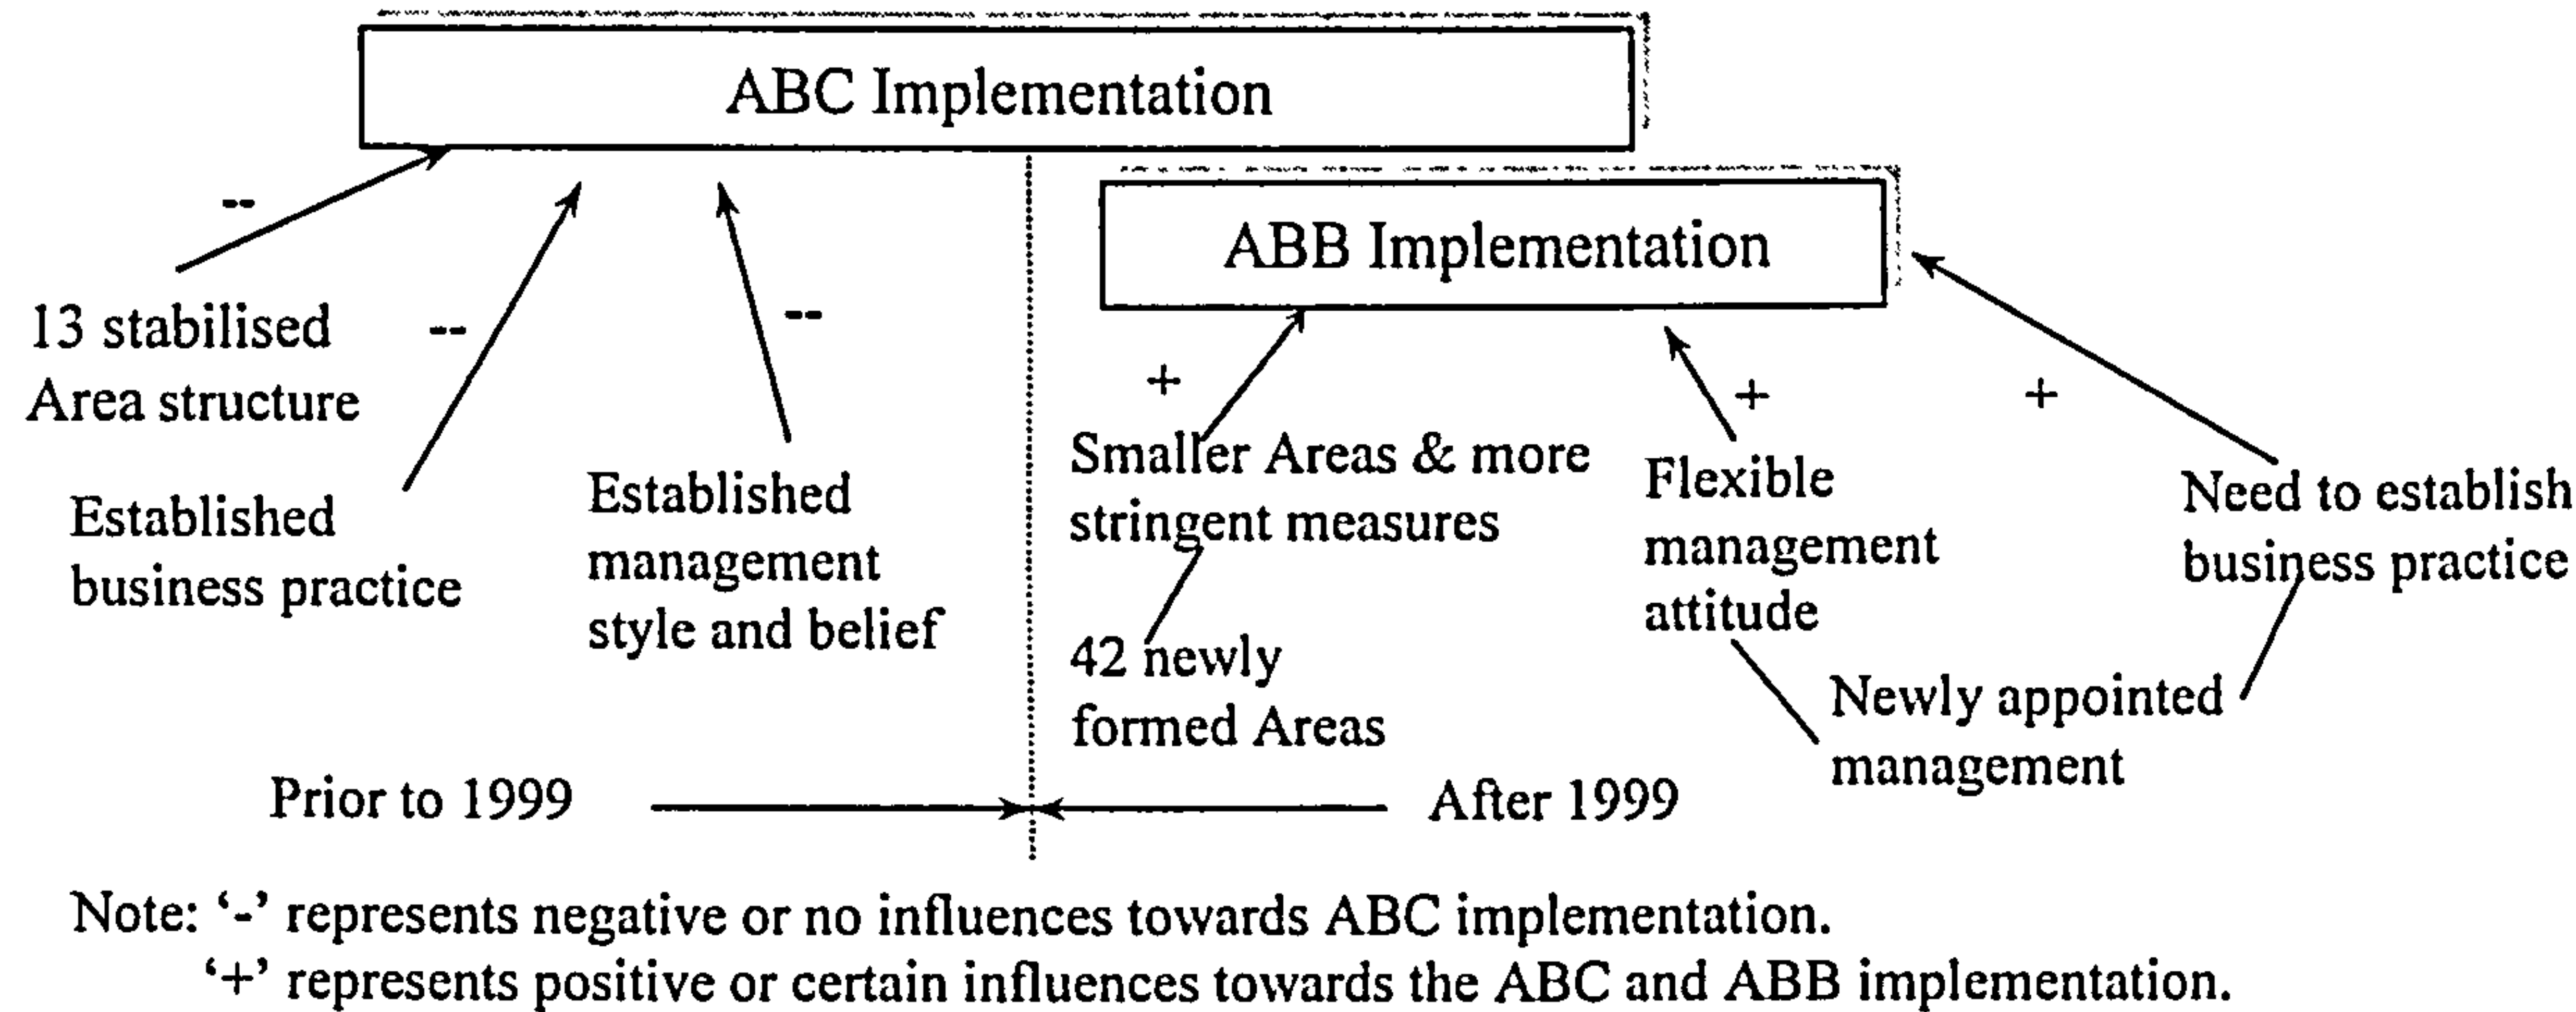 ABC Implementation
ABB Implementation
--
--
--
13 stabilised
Area structure
Established
business practice
Established
management
style and belief
+
+
+
Smaller Areas & more
stringent measures
42 newly
formed Areas
Flexible
management
attitude
Need to establish
business practice
Newly appointed
management
Prior to 1999
After 1999
Note: ‘-’ represents negative or no influences towards ABC implementation.
‘+’ represents positive or certain influences towards the ABC and ABB implementation.